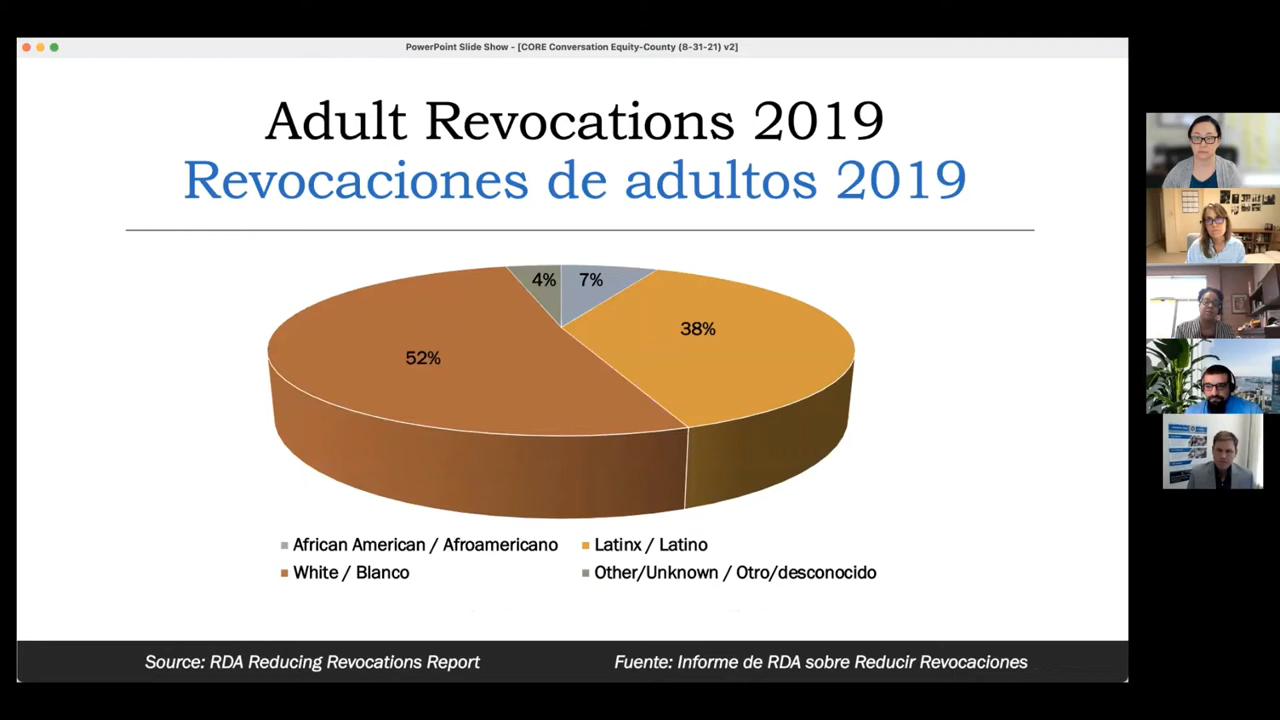 PowerPoint Slide Show - [CORE Conversation Equity-County (8-31-21) v2]
Adult Revocations 2019
Revocaciones de adultos 2019
4%
7%
38%
52%
African American / Afroamericano
Latinx / Latino
White / Blanco
Other/Unknown / Otro/desconocido
Source: RDA Reducing Revocations Report
Fuente: Informe de RDA sobre Reducir Revocaciones